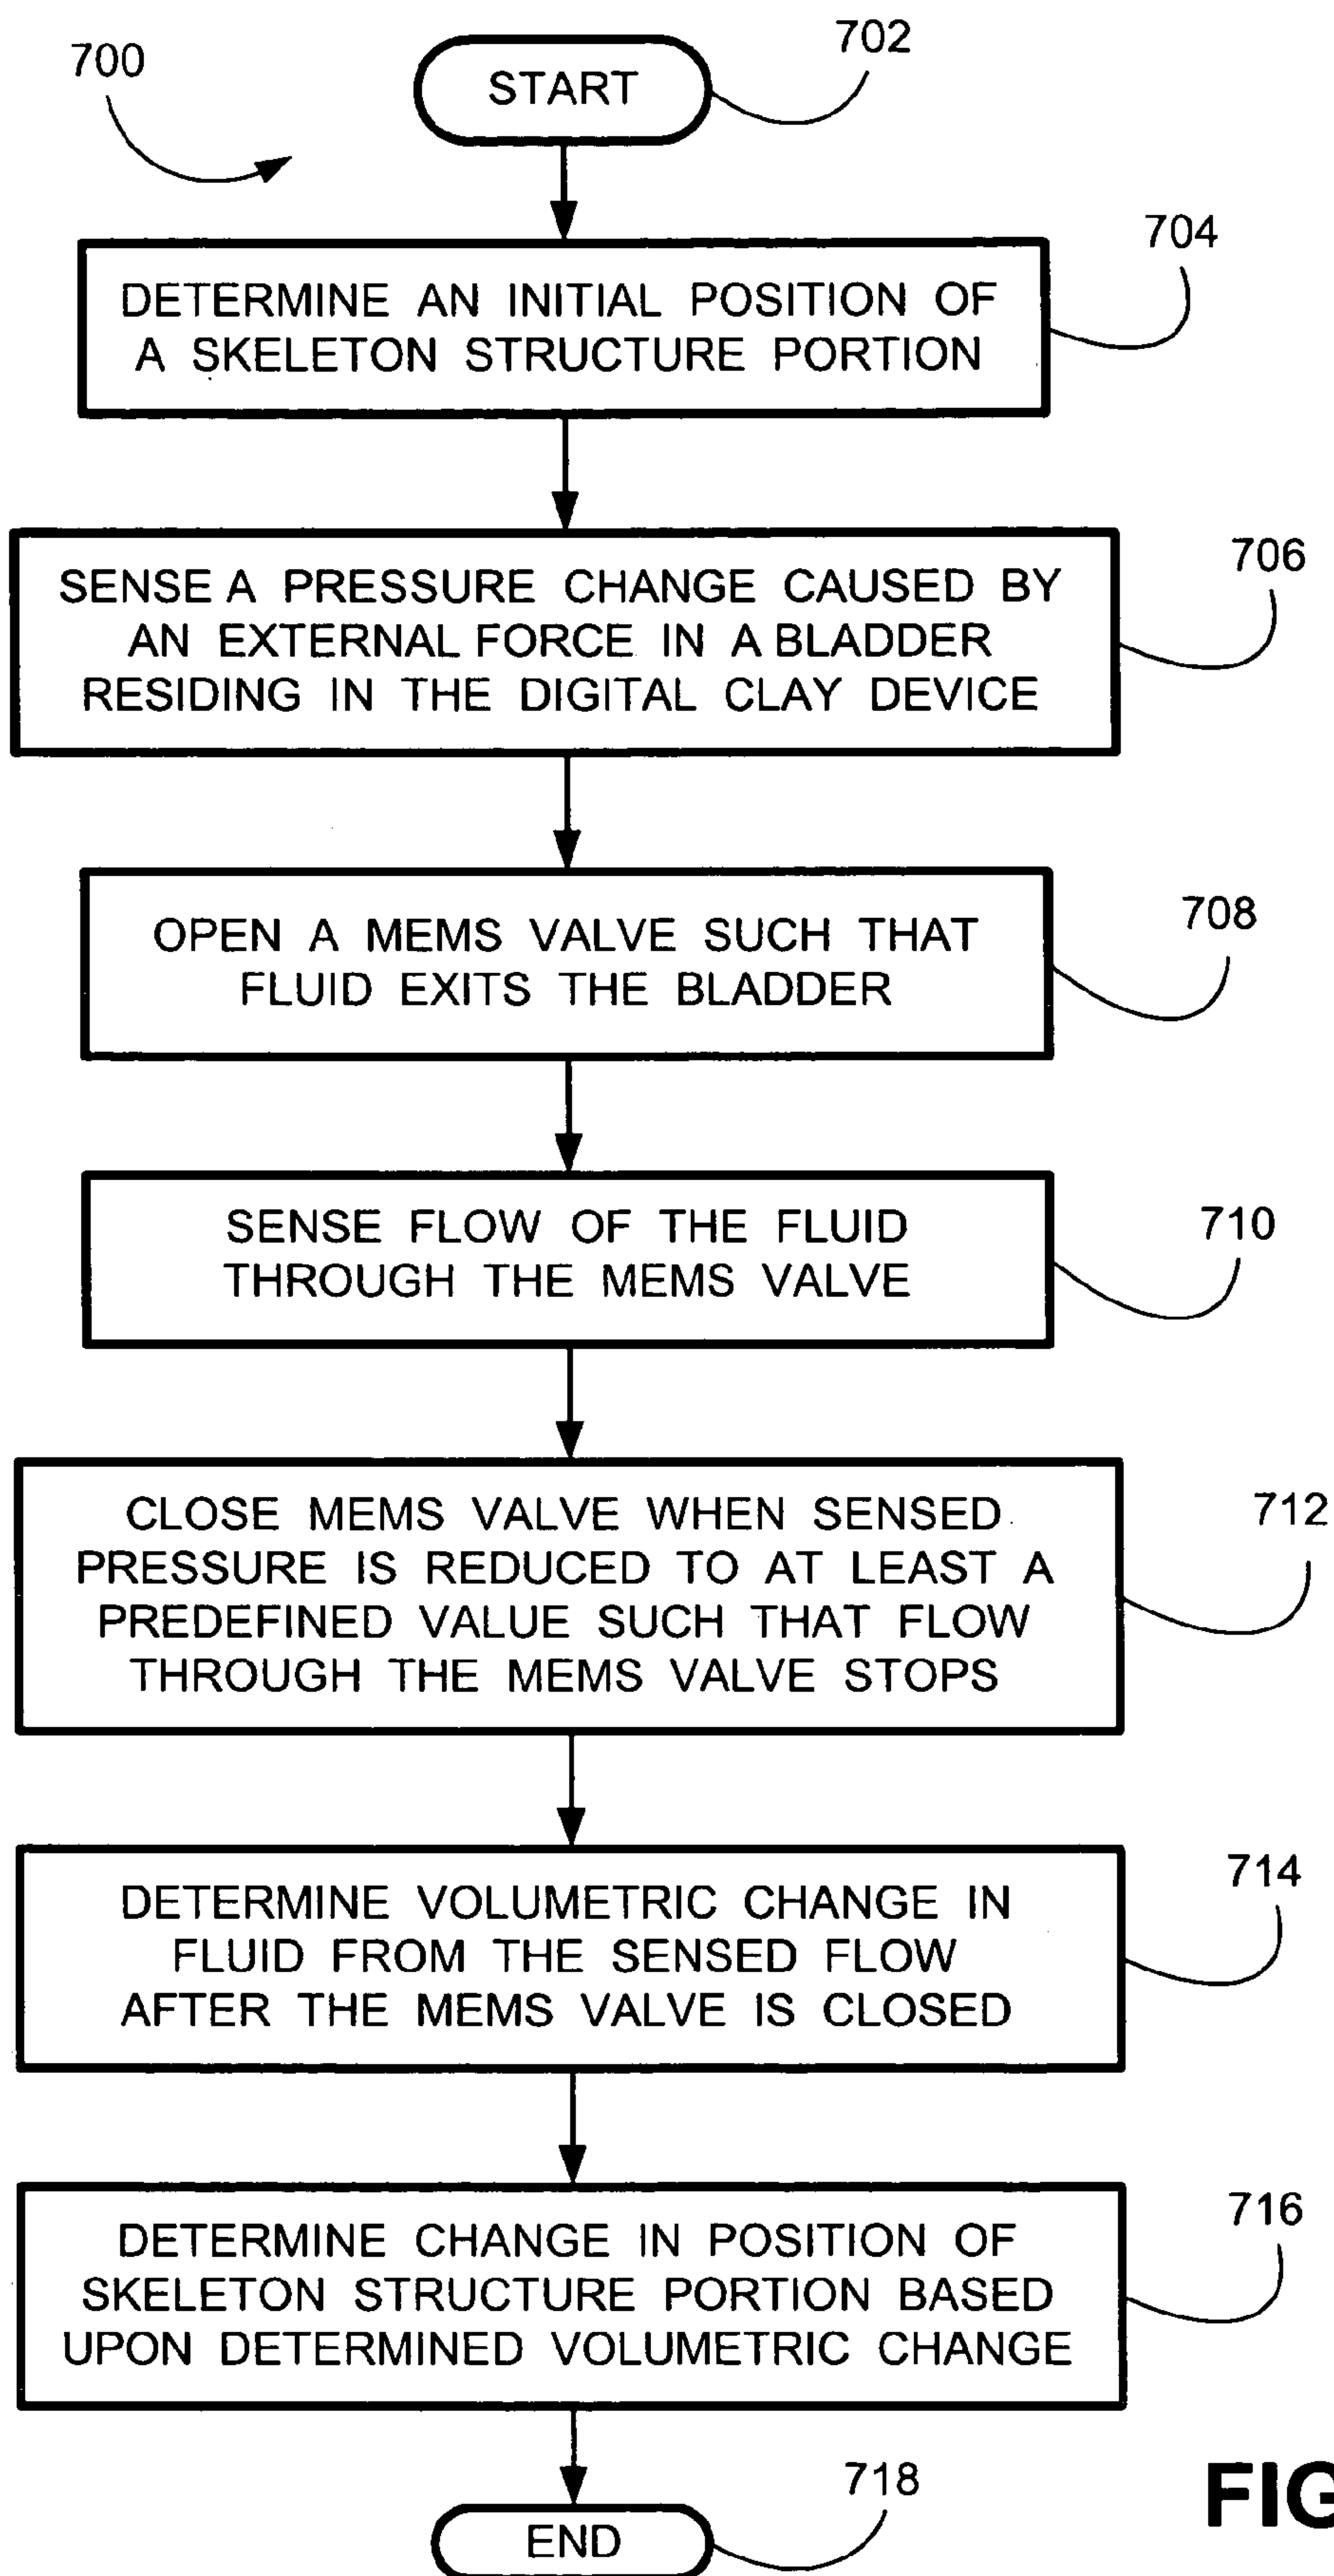 700
START
702
DETERMINE AN INITIAL POSITION OF
A SKELETON STRUCTURE PORTION
704
SENSE A PRESSURE CHANGE CAUSED BY
AN EXTERNAL FORCE IN A BLADDER
RESIDING IN THE DIGITAL CLAY DEVICE
706
OPEN A MEMS VALVE SUCH THAT
FLUID EXITS THE BLADDER
708
SENSE FLOW OF THE FLUID
THROUGH THE MEMS VALVE
710
CLOSE MEMS VALVE WHEN SENSED
PRESSURE IS REDUCED TO AT LEAST A
PREDEFINED VALUE SUCH THAT FLOW
THROUGH THE MEMS VALVE STOPS
712
DETERMINE VOLUMETRIC CHANGE IN
FLUID FROM THE SENSED FLOW
AFTER THE MEMS VALVE IS CLOSED
714
DETERMINE CHANGE IN POSITION OF
SKELETON STRUCTURE PORTION BASED
UPON DETERMINED VOLUMETRIC CHANGE
716
END
718
FIG